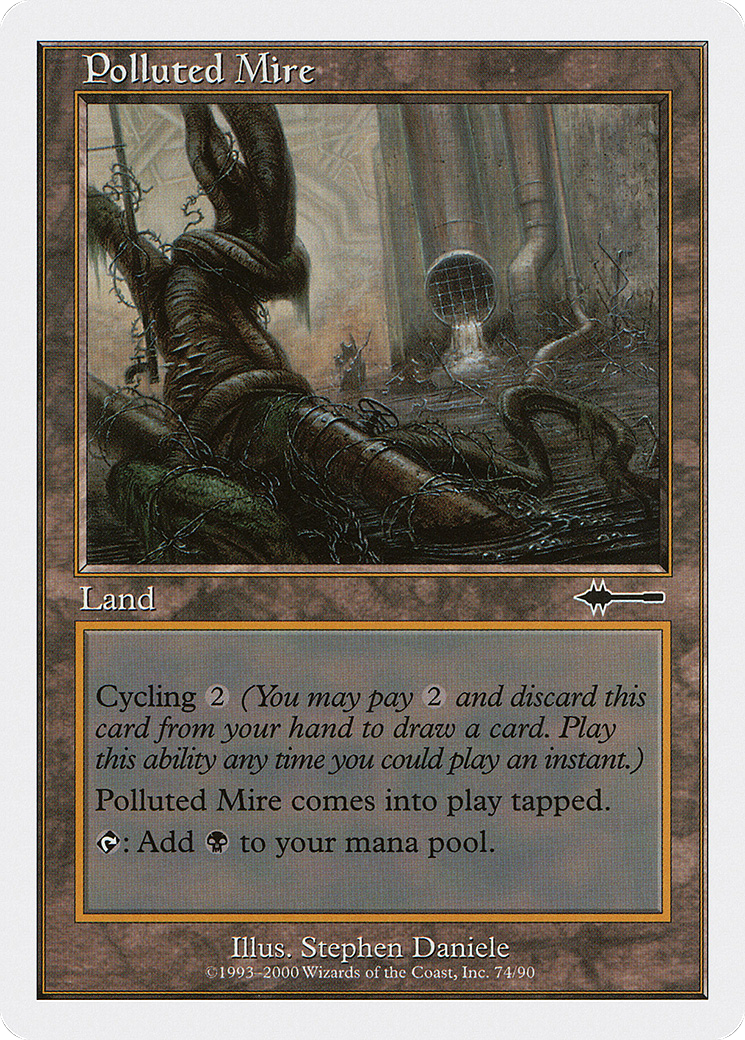 Polluted Mire
Land
Cycling 2 (You may pay 2 and discard this
card from your hand to draw a card. Play
this ability any time you could play an instant.)
Polluted Mire comes into play tapped.
: Add to your mana pool.
Illus. Stephen Daniele
©1993–2000 Wizards of the Coast, Inc. 74/90